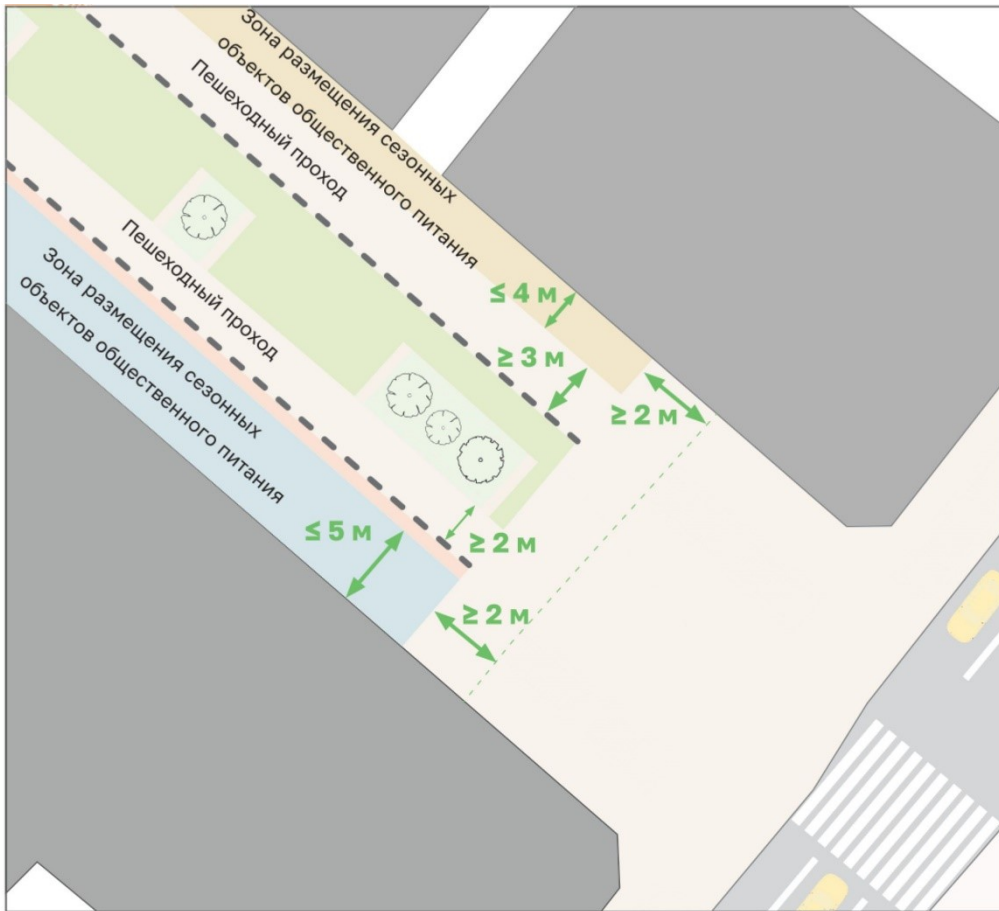 Зона размещения сезонных
объектов общественного питания
Пешеходный проход
Пешеходный проход
Зона размещения сезонных
объектов общественного питания
≤ 4 м
≥ 3 м
≥ 2 м
≤ 5 м
≥ 2 м
≥ 2 м